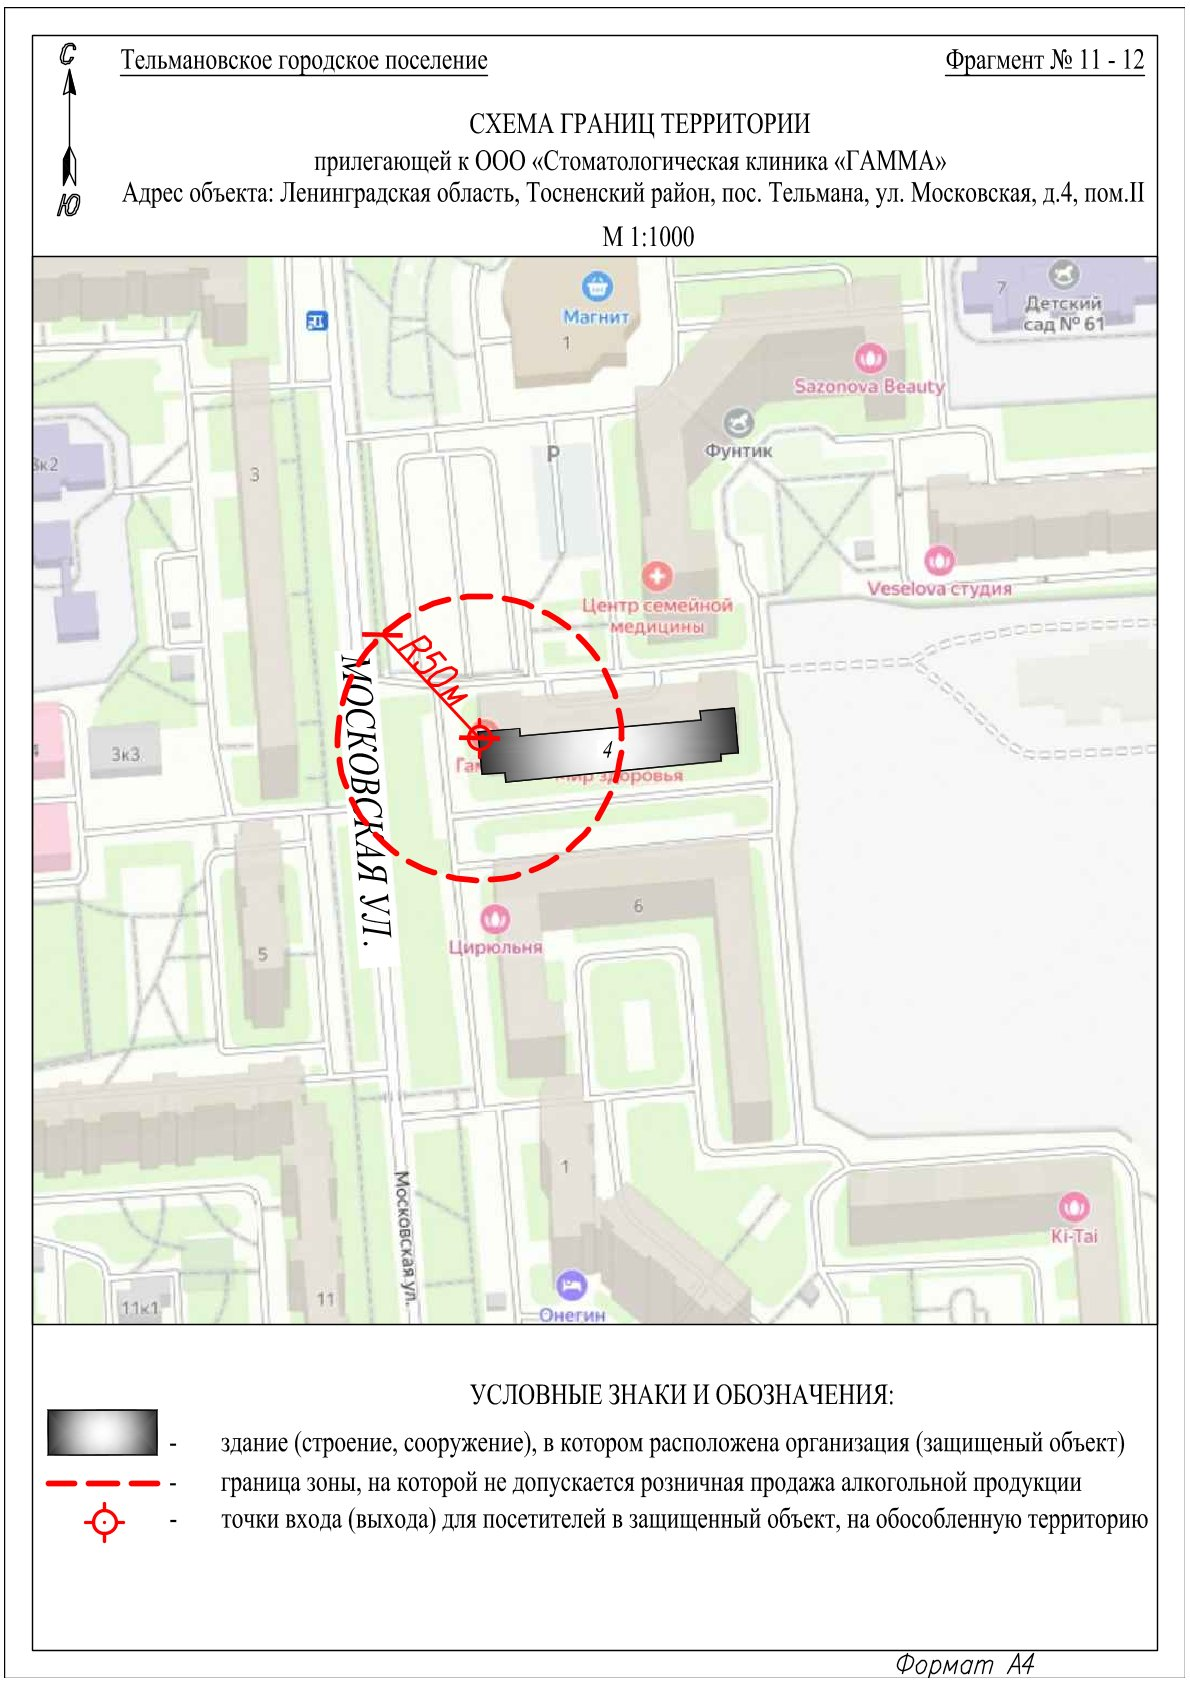 С
Тельмановское городское поселение
Фрагмент № 11 - 12
СХЕМА ГРАНИЦ ТЕРРИТОРИИ
прилегающей к ООО «Стоматологическая клиника «ГАММА»
Ю
Адрес объекта: Ленинградская область, Тосненский район, пос. Тельмана, ул. Московская, д.4, пом.II
М 1:1000
Магнит
1
7
Детский
сад № 61
Sazonova Beauty
Фунтик
P
3к2
3
Veselova студия
Центр семейной
медицины
R50м
МОСКОВСКАЯ УЛ.
4
3к3
4
Мир здоровья
6
Цирюльня
5
1
Московская ул.
Ki-Tai
11к1
11
Онегин
УСЛОВНЫЕ ЗНАКИ И ОБОЗНАЧЕНИЯ:
- здание (строение, сооружение), в котором расположена организация (защищеный объект)
- граница зоны, на которой не допускается розничная продажа алкогольной продукции
- точки входа (выхода) для посетителей в защищенный объект, на обособленную территорию
Формат А4